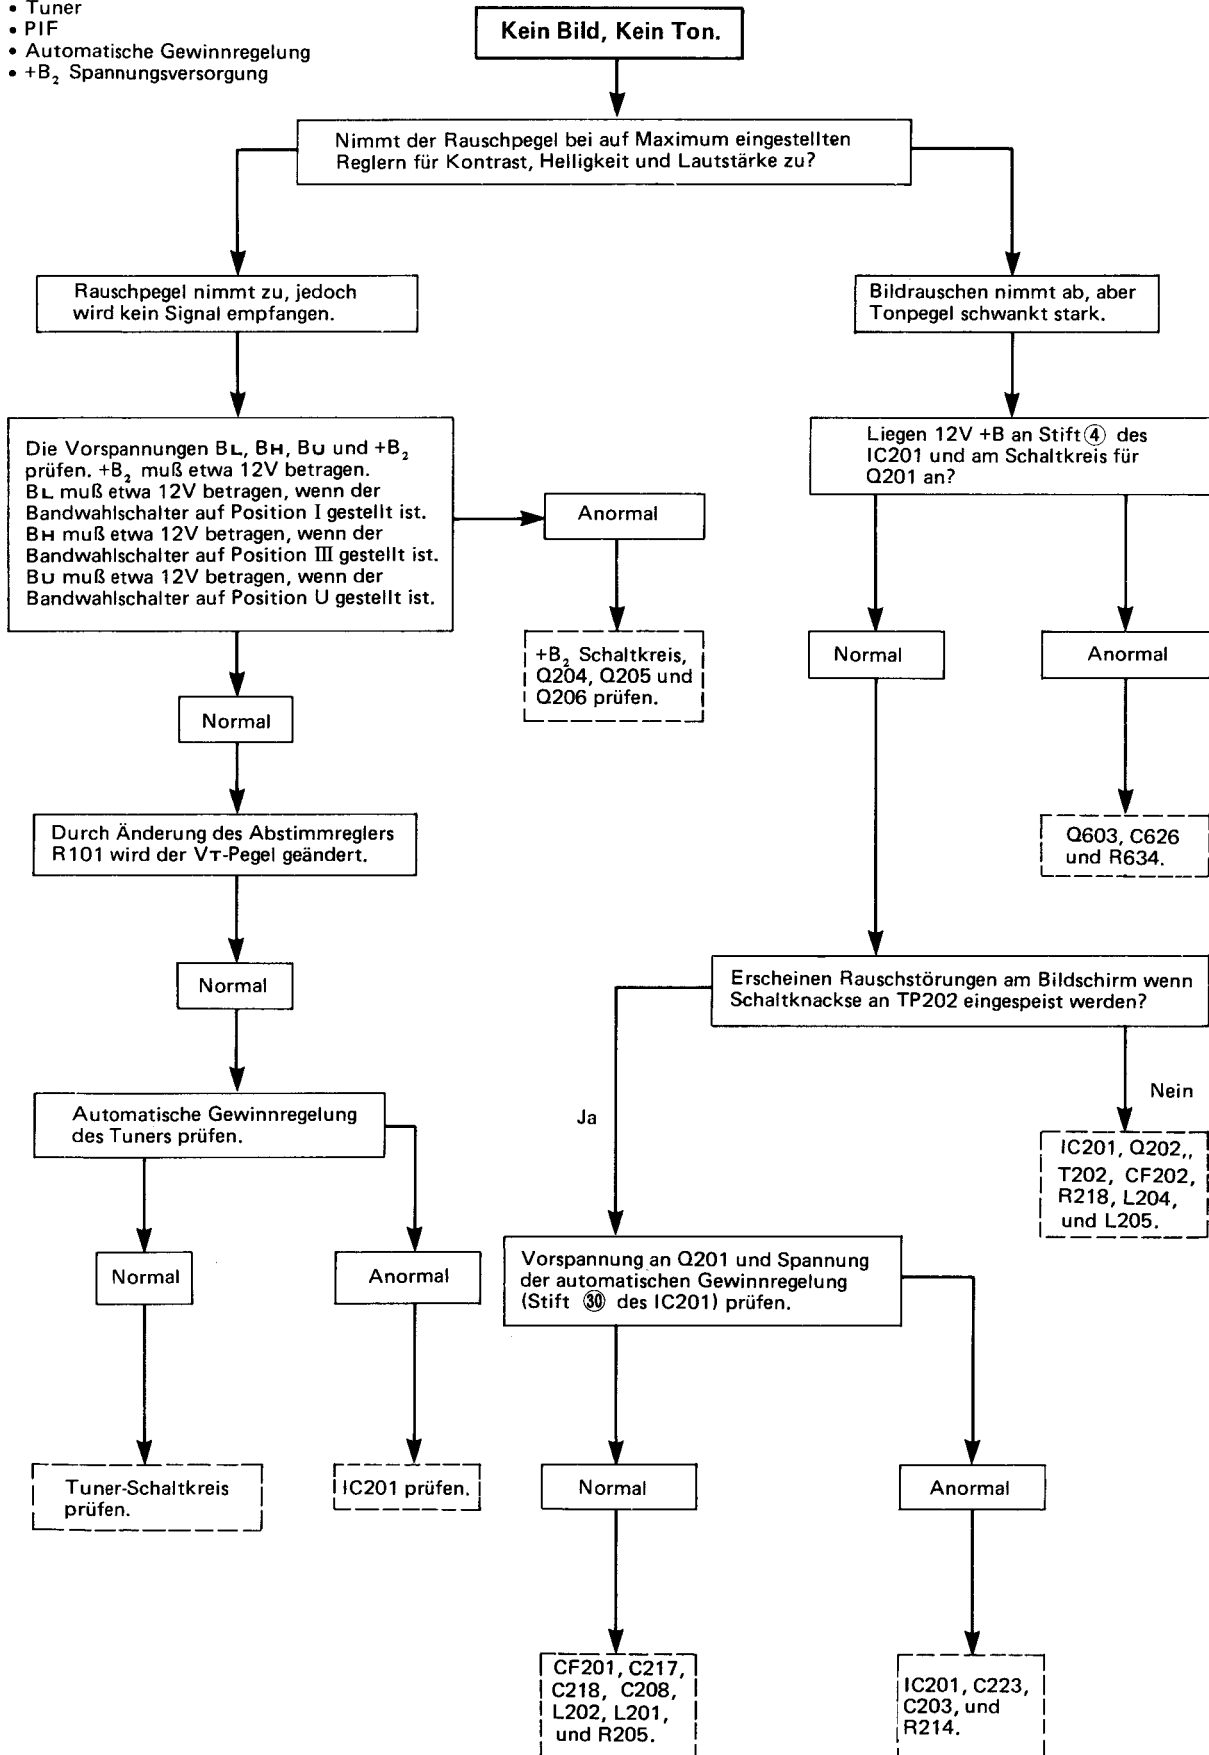 • Tuner
• PIF
• Automatische Gewinnregelung
• +B₂ Spannungsversorgung
Kein Bild, Kein Ton.
Nimmt der Rauschpegel bei auf Maximum eingestellten
Reglern für Kontrast, Helligkeit und Lautstärke zu?
Rauschpegel nimmt zu, jedoch
wird kein Signal empfangen.
Bildrauschen nimmt ab, aber
Tonpegel schwankt stark.
Die Vorspannungen BL, BH, BU und +B₂
prüfen. +B₂ muß etwa 12V betragen.
BL muß etwa 12V betragen, wenn der
Bandwahlschalter auf Position I gestellt ist.
BH muß etwa 12V betragen, wenn der
Bandwahlschalter auf Position III gestellt ist.
BU muß etwa 12V betragen, wenn der
Bandwahlschalter auf Position U gestellt ist.
Anormal
+B₂ Schaltkreis,
Q204, Q205 und
Q206 prüfen.
Liegen 12V +B an Stift ④ des
IC201 und am Schaltkreis für
Q201 an?
Normal
Anormal
Q603, C626
und R634.
Normal
Durch Änderung des Abstimmreglers
R101 wird der VT-Pegel geändert.
Normal
Erscheinen Rauschstörungen am Bildschirm wenn
Schaltknackse an TP202 eingespeist werden?
Ja
Nein
IC201, Q202,,
T202, CF202,
R218, L204,
und L205.
Automatische Gewinnregelung
des Tuners prüfen.
Normal
Anormal
Tuner-Schaltkreis
prüfen.
IC201 prüfen.
Vorspannung an Q201 und Spannung
der automatischen Gewinnregelung
(Stift ㉚ des IC201) prüfen.
Normal
Anormal
CF201, C217,
C218, C208,
L202, L201,
und R205.
IC201, C223,
C203, und
R214.